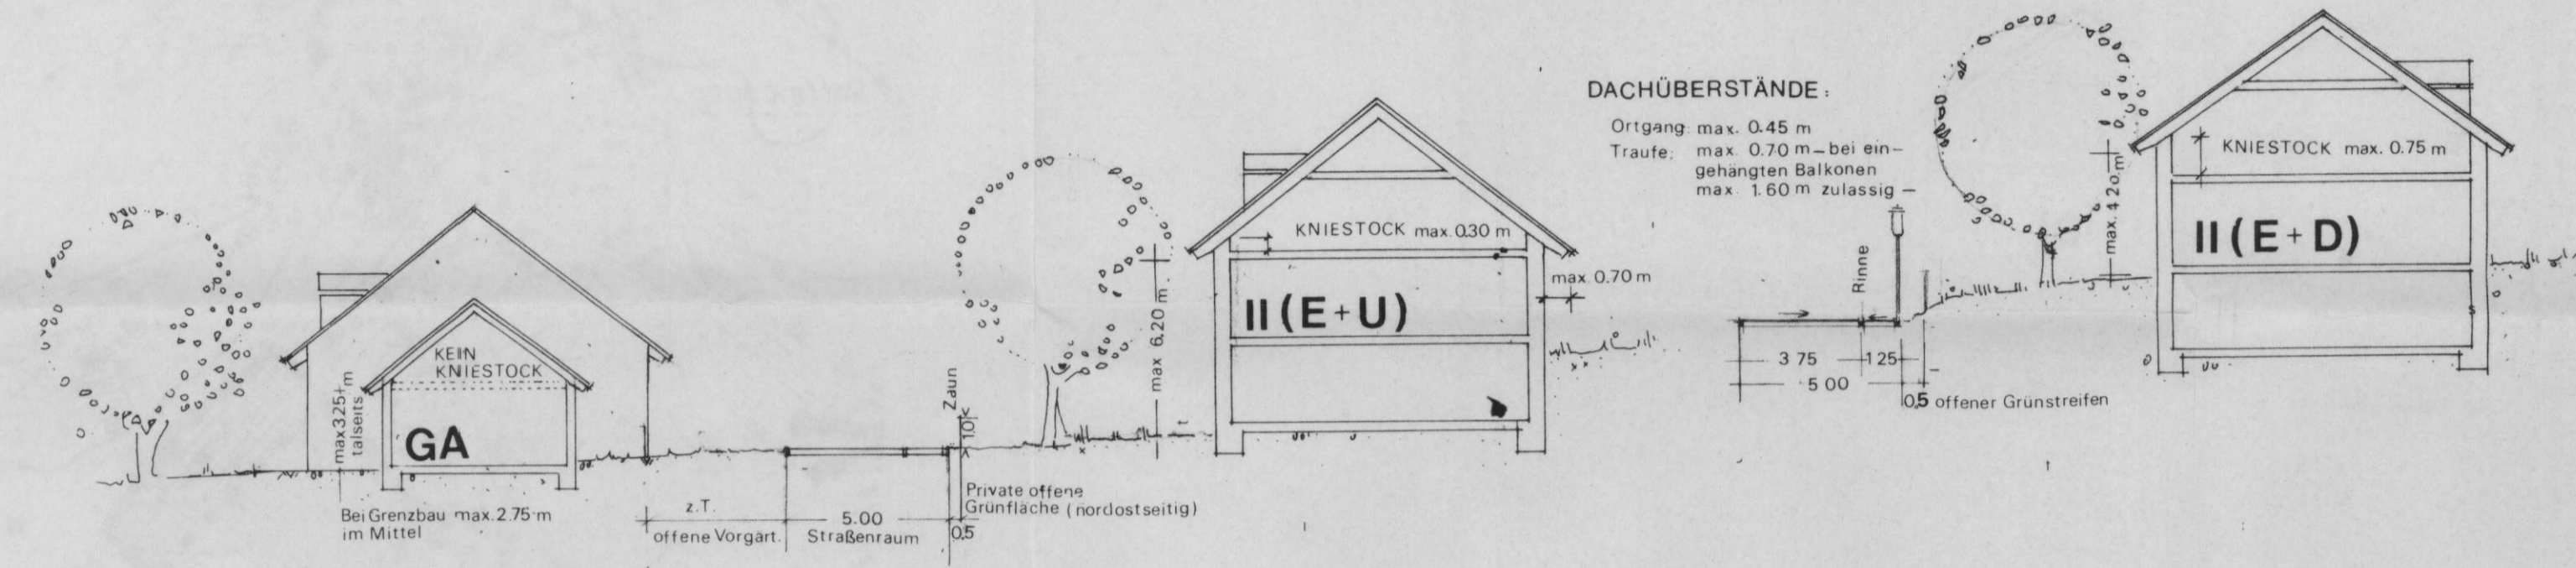 KEIN
KNIESTOCK
max 3.25 m
talseits
GA
Bei Grenzbau max. 2.75 m
im Mittel
z.T.
offene Vorgärt.
5.00
Straßenraum
0.5
Zaun
1.0
Private offene
Grünfläche (nordostseitig)
max 6.20 m
KNIESTOCK max. 0.30 m
II (E+U)
max. 0.70 m
DACHÜBERSTÄNDE:
Ortgang: max. 0.45 m
Traufe: max. 0.70 m – bei ein-
gehängten Balkonen
max. 1.60 m zulassig –
Rinne
3 75
1 25
5 00
0.5 offener Grünstreifen
max. 4 20 m
KNIESTOCK max. 0.75 m
II (E+D)